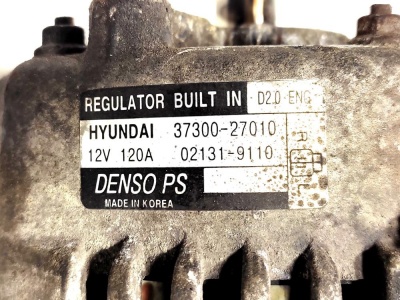 REGULATOR BUILT IN D2.0-ENG
HYUNDAI 37300-27010
12V 120A 02131-9110
DENSO PS
MADE IN KOREA